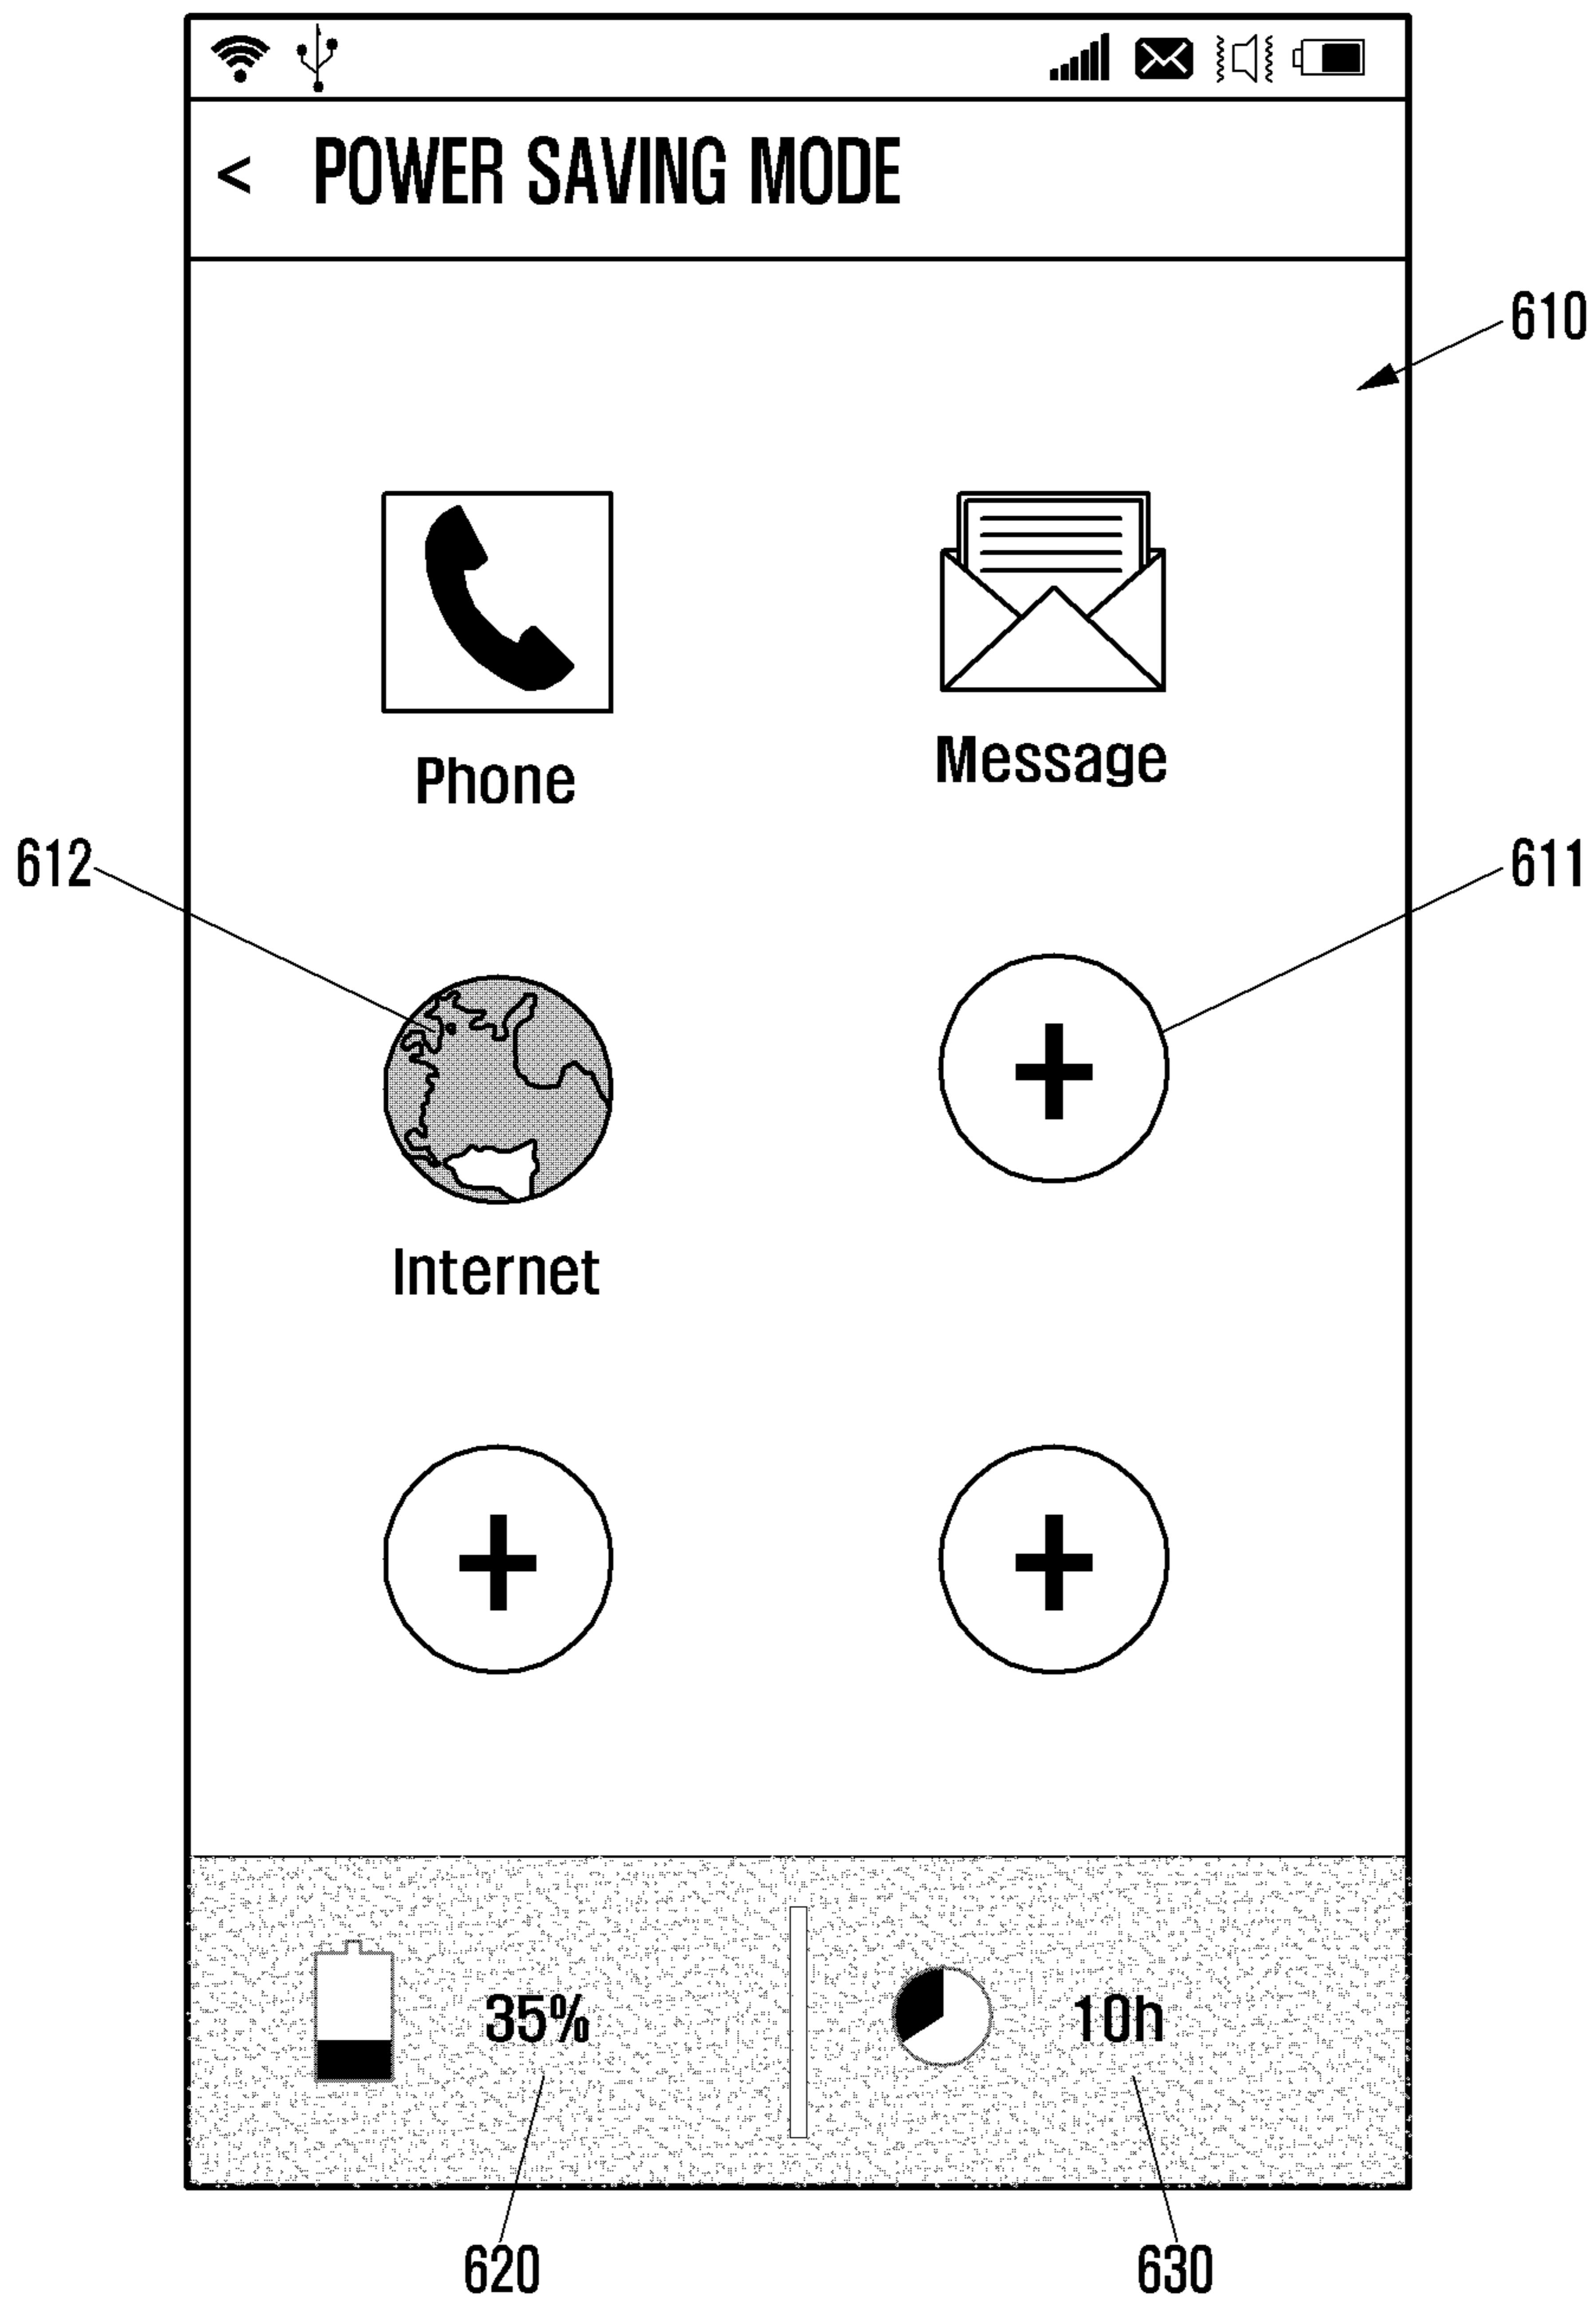 < POWER SAVING MODE
610
Phone
Message
612
611
Internet
+
+
+
35%
10h
620
630